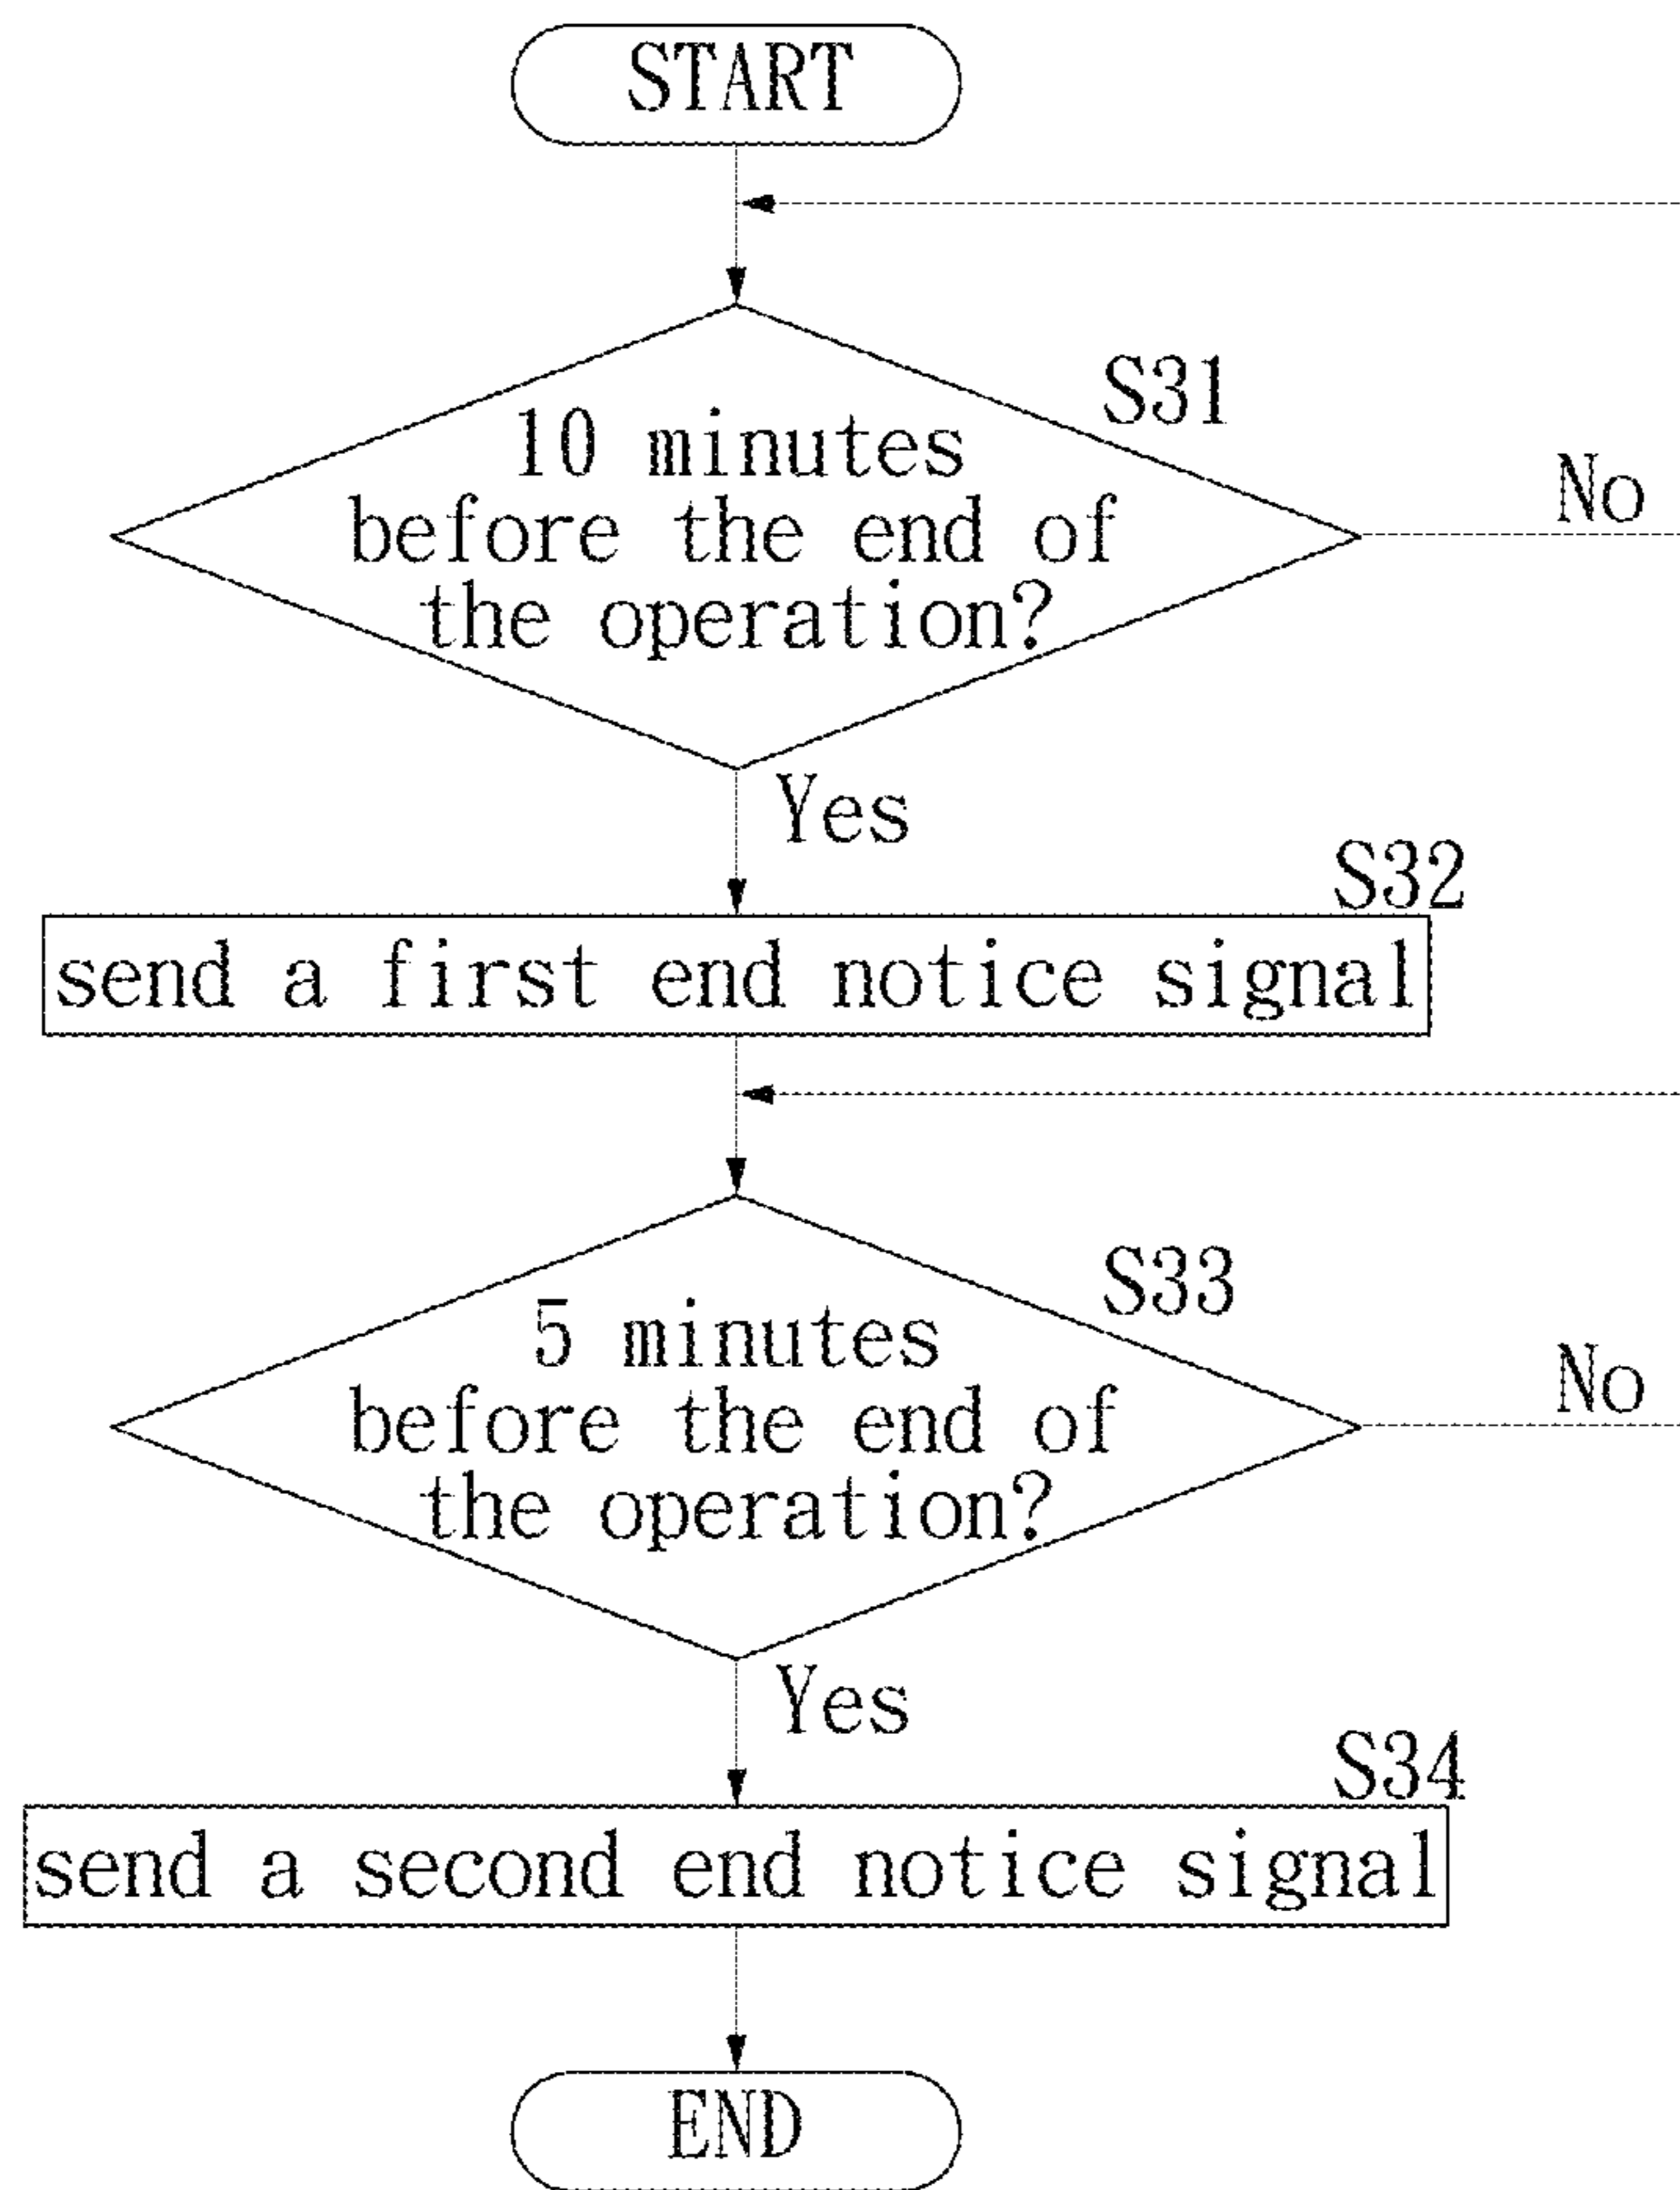 START
S31
10 minutes
before the end of
the operation?
No
Yes
S32
send a first end notice signal
S33
5 minutes
before the end of
the operation?
No
Yes
S34
send a second end notice signal
END